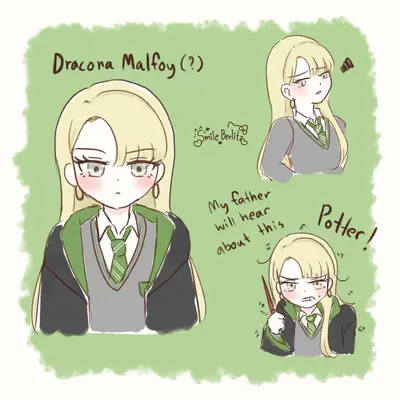 Dracona Malfoy (?)
Smile Berlita
My father
will hear
about this
Potter!